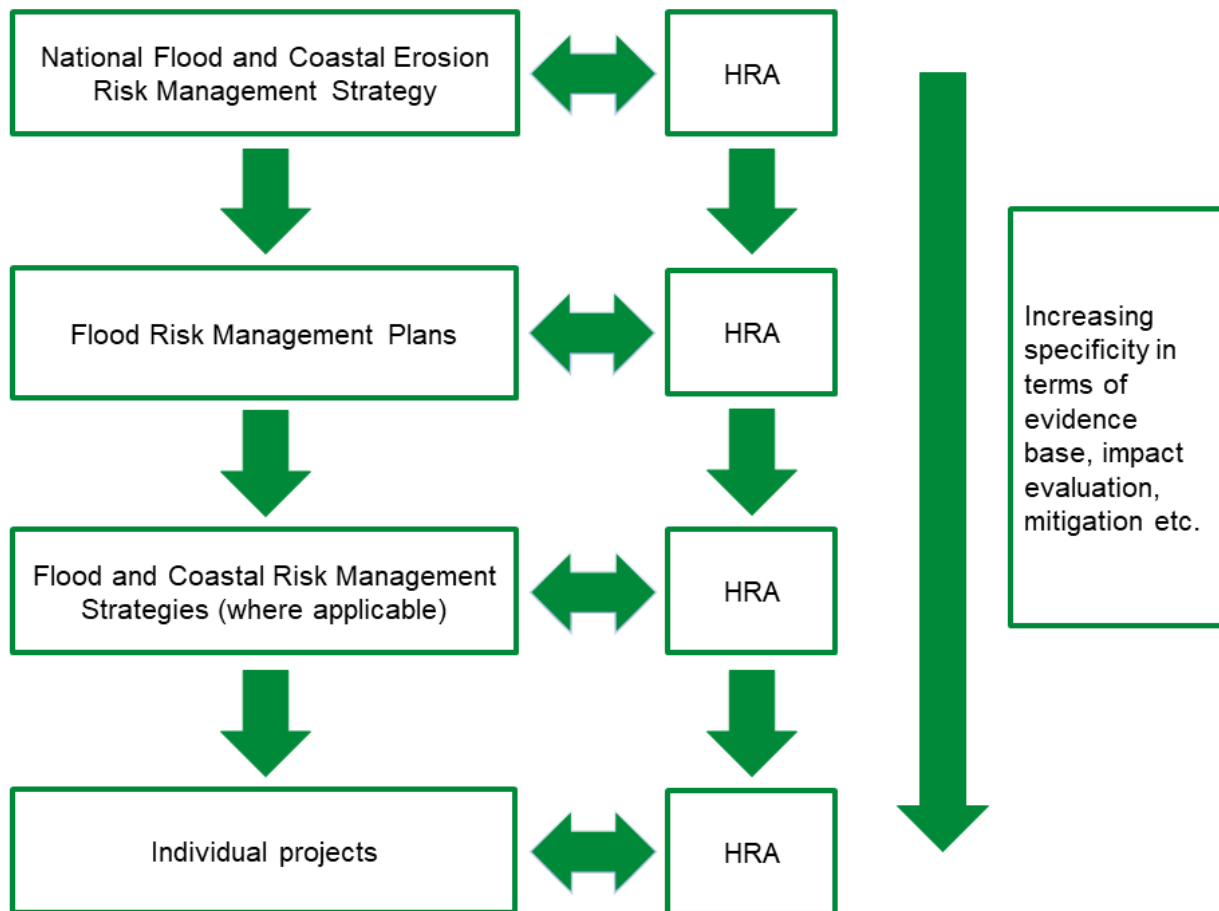 National Flood and Coastal Erosion
Risk Management Strategy
HRA
Flood Risk Management Plans
HRA
Flood and Coastal Risk Management
Strategies (where applicable)
HRA
Individual projects
HRA
Increasing
specificity in
terms of
evidence
base, impact
evaluation,
mitigation etc.